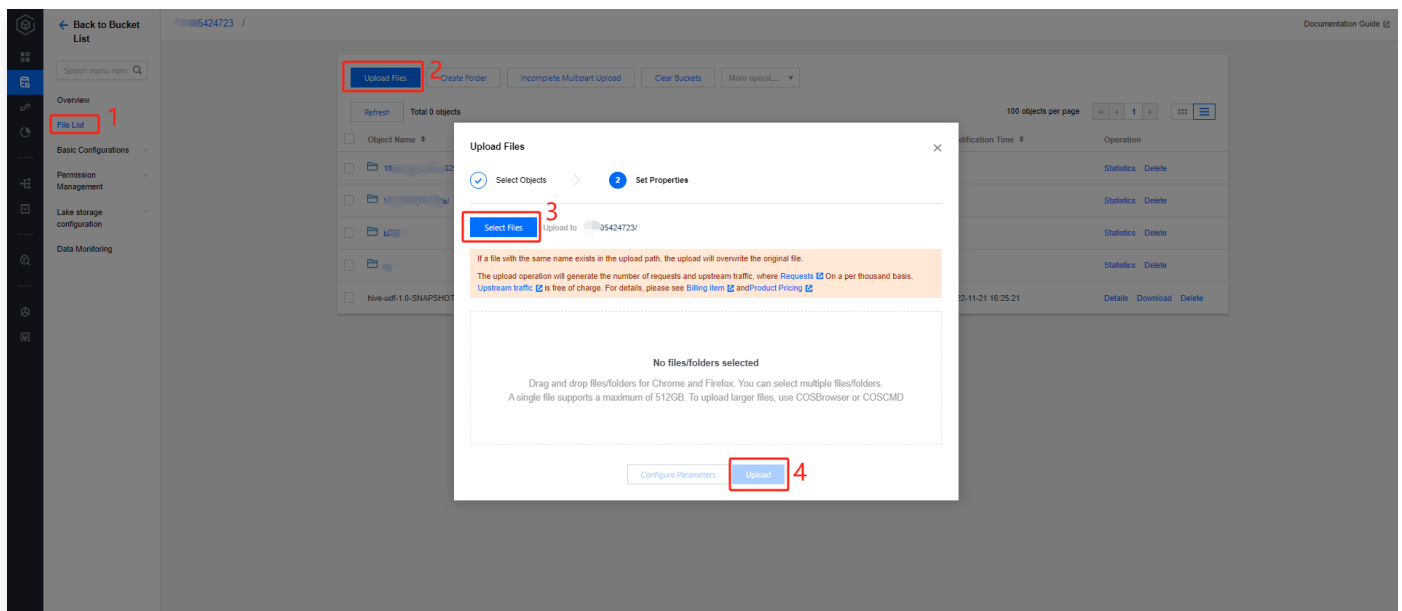 Back to Bucket
List
5424723 /
Documentation Guide
Search menu nam
Overview
1
File List
Basic Configurations
Permission
Management
Lake storage
configuration
Data Monitoring
Upload Files
2
Create Folder
Incomplete Multipart Upload
Clear Buckets
More operat...
Refresh
Total 0 objects
100 objects per page
1
Object Name
dification Time
Operation
10
Statistics Delete
Statistics Delete
Statistics Delete
Statistics Delete
hive-udf-1.0-SNAPSHOT
22-11-21 16:25:21
Details Download Delete
Upload Files
Select Objects
2 Set Properties
3
Select Files
Upload to
05424723/
If a file with the same name exists in the upload path, the upload will overwrite the original file.
The upload operation will generate the number of requests and upstream traffic, where Requests On a per thousand basis,
Upstream traffic is free of charge. For details, please see Billing item andProduct Pricing
No files/folders selected
Drag and drop files/folders for Chrome and Firefox. You can select multiple files/folders.
A single file supports a maximum of 512GB. To upload larger files, use COSBrowser or COSCMD
Configure Parameters
Upload
4